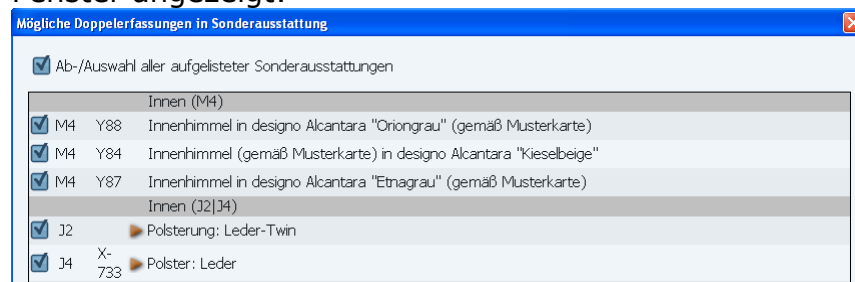 Fenster angezeigt.
Mögliche Doppelerfassungen in Sonderausstattung
Ab-/Auswahl aller aufgelisteter Sonderausstattungen
Innen (M4)
M4 Y88 Innenhimmel in designo Alcantara "Oriongrau" (gemäß Musterkarte)
M4 Y84 Innenhimmel (gemäß Musterkarte) in designo Alcantara "Kieselbeige"
M4 Y87 Innenhimmel in designo Alcantara "Etnagrau" (gemäß Musterkarte)
Innen (J2|J4)
J2 Polsterung: Leder-Twin
J4 X-733 Polster: Leder